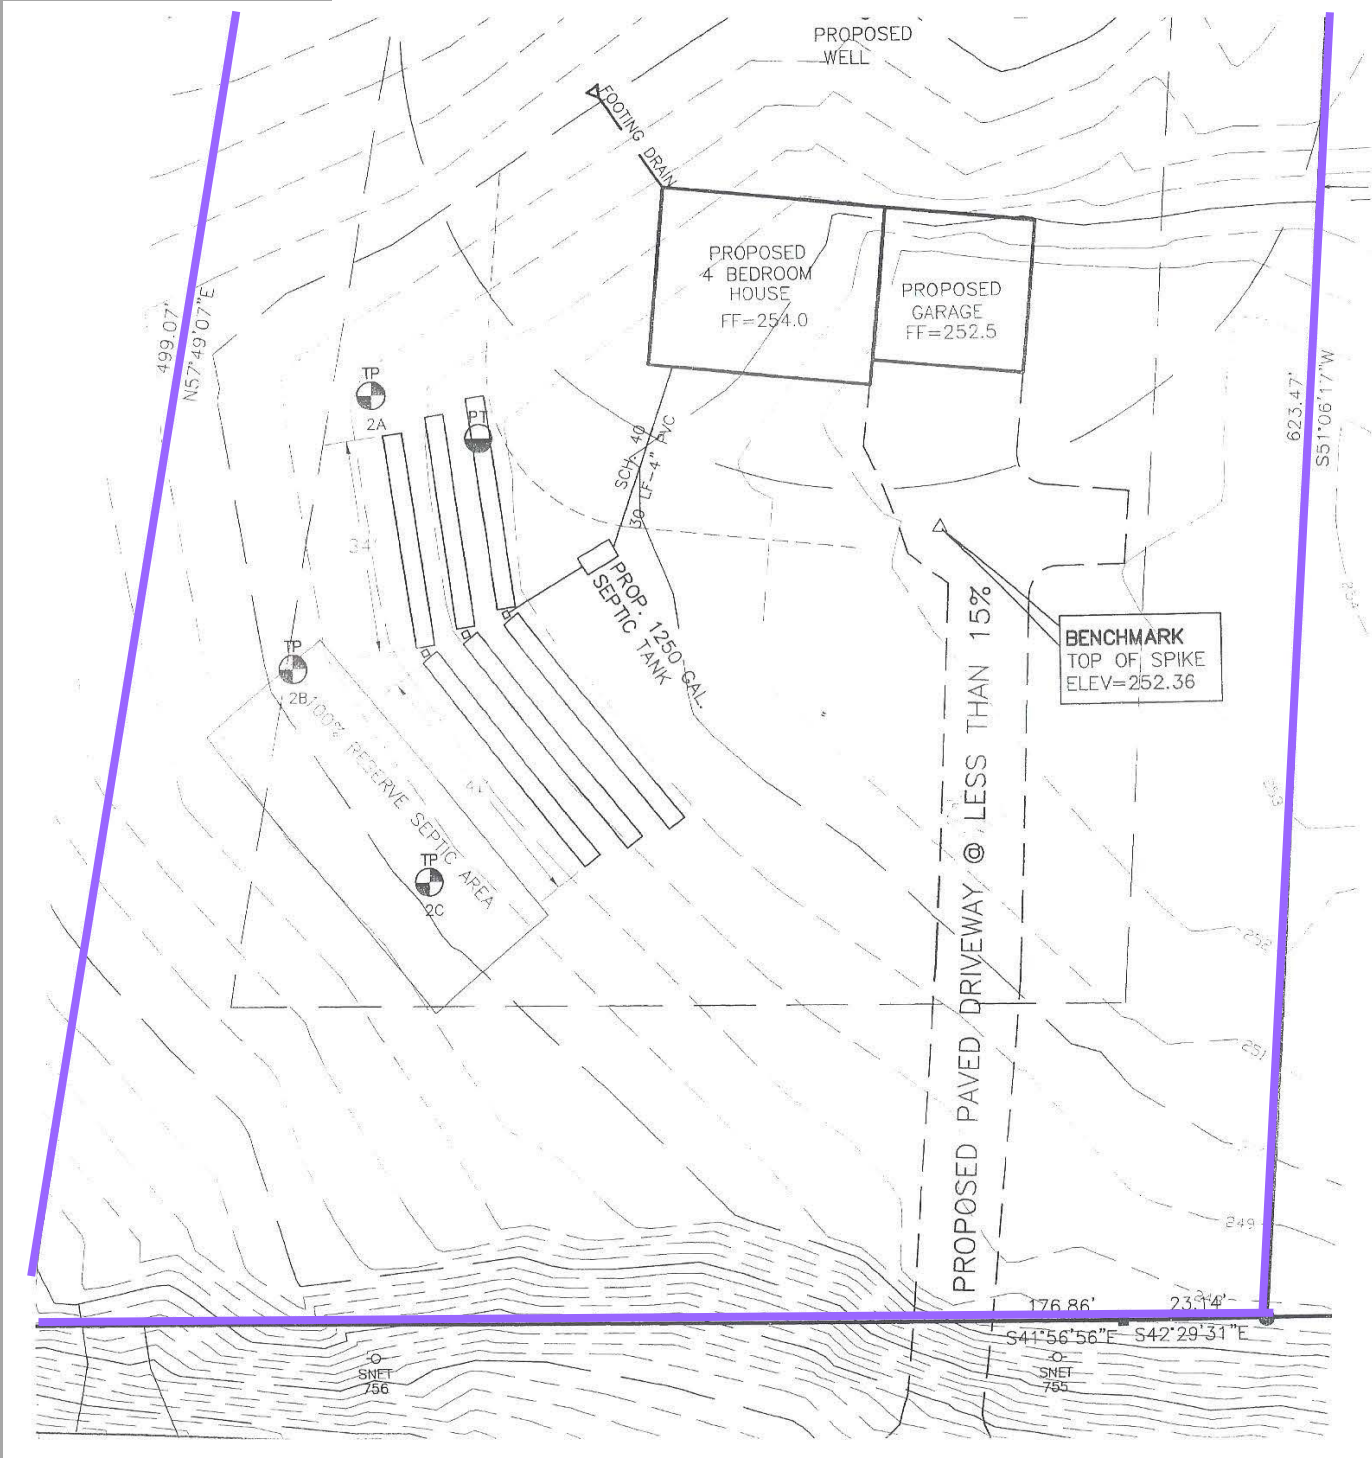 PROPOSED
WELL
FOOTING DRAIN
PROPOSED
4 BEDROOM
HOUSE
FF=254.0
PROPOSED
GARAGE
FF=252.5
499.07'
N57°49'07"E
623.47'
S51°06'17"W
TP
2A
PT
SCH. 40
30 LF-4" PVC
34'
PROP. 1250 GAL.
SEPTIC TANK
BENCHMARK
TOP OF SPIKE
ELEV=252.36
TP
2B
100% RESERVE SEPTIC AREA
TP
2C
PROPOSED PAVED DRIVEWAY @ LESS THAN 15%
254
253
252
251
249
176.86'
23.14'
S41°56'56"E
S42°29'31"E
SNET
756
SNET
755